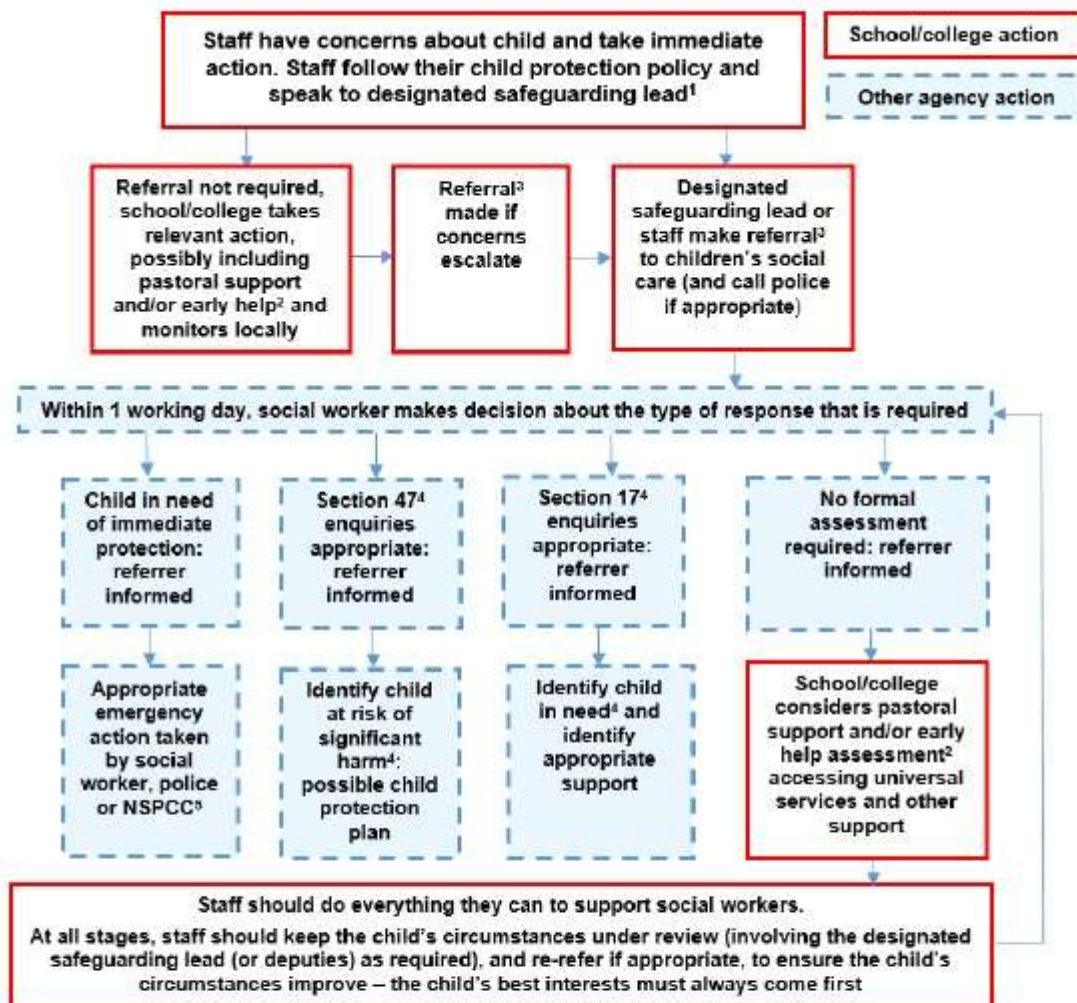 Staff have concerns about child and take immediate
action. Staff follow their child protection policy and
speak to designated safeguarding lead¹
School/college action
Other agency action
Referral not required,
school/college takes
relevant action,
possibly including
pastoral support
and/or early help² and
monitors locally
Referral³
made if
concerns
escalate
Designated
safeguarding lead or
staff make referral³
to children's social
care (and call police
if appropriate)
Within 1 working day, social worker makes decision about the type of response that is required
Child in need
of immediate
protection:
referrer
informed
Section 47⁴
enquiries
appropriate:
referrer
informed
Section 17⁴
enquiries
appropriate:
referrer
informed
No formal
assessment
required: referrer
informed
Appropriate
emergency
action taken
by social
worker, police
or NSPCC⁵
Identify child
at risk of
significant
harm⁴:
possible child
protection
plan
Identify child
in need⁴ and
identify
appropriate
support
School/college
considers pastoral
support and/or early
help assessment²
accessing universal
services and other
support
Staff should do everything they can to support social workers.
At all stages, staff should keep the child's circumstances under review (involving the designated
safeguarding lead (or deputies) as required), and re-refer if appropriate, to ensure the child's
circumstances improve – the child's best interests must always come first